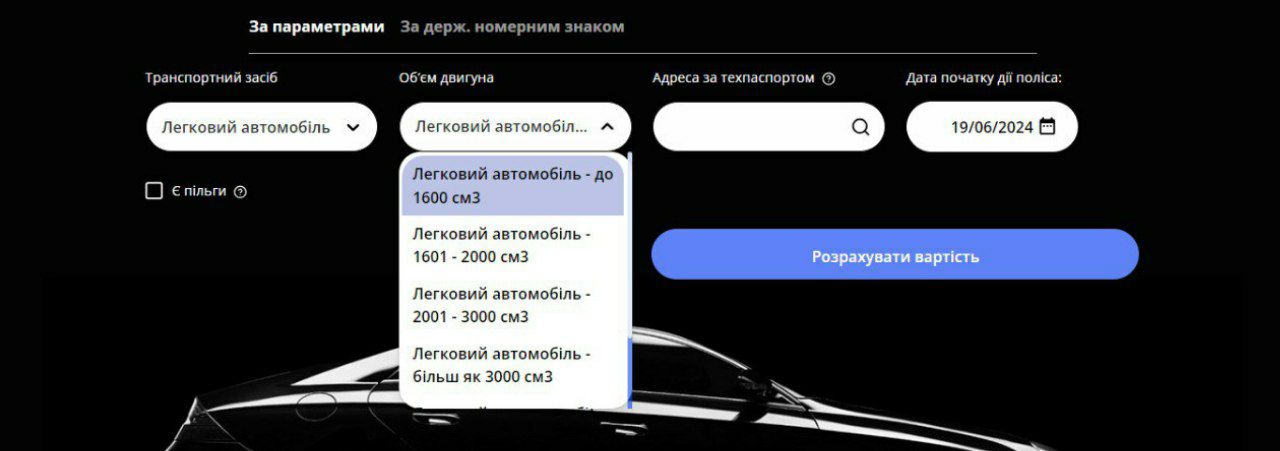 За параметрами За держ. номерним знаком
Транспортний засіб
Об'єм двигуна
Адреса за техпаспортом
Дата початку дії поліса:
Легковий автомобіль
Легковий автомобіл...
19/06/2024
Легковий автомобіль - до
1600 см3
Легковий автомобіль -
1601 - 2000 см3
Легковий автомобіль -
2001 - 3000 см3
Легковий автомобіль -
більш як 3000 см3
Є пільги
Розрахувати вартість